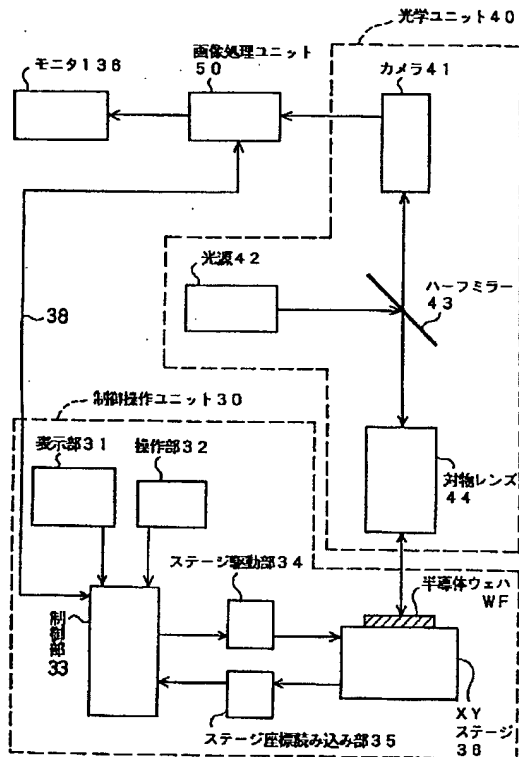 光学ユニット40
画像処理ユニット
50
モニタ136
カメラ41
光源42
ハーフミラー
43
38
制御操作ユニット30
表示部31
操作部32
対物レンズ
44
ステージ駆動部34
半導体ウェハ
WF
制
御
部
33
ステージ座標読み込み部35
XY
ステージ
36